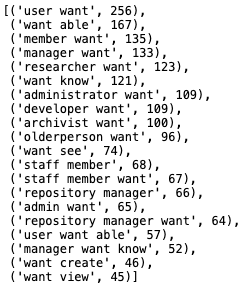 [('user want', 256),
('want able', 167),
('member want', 135),
('manager want', 133),
('researcher want', 123),
('want know', 121),
('administrator want', 109),
('developer want', 109),
('archivist want', 100),
('olderperson want', 96),
('want see', 74),
('staff member', 68),
('staff member want', 67),
('repository manager', 66),
('admin want', 65),
('repository manager want', 64),
('user want able', 57),
('manager want know', 52),
('want create', 46),
('want view', 45)]